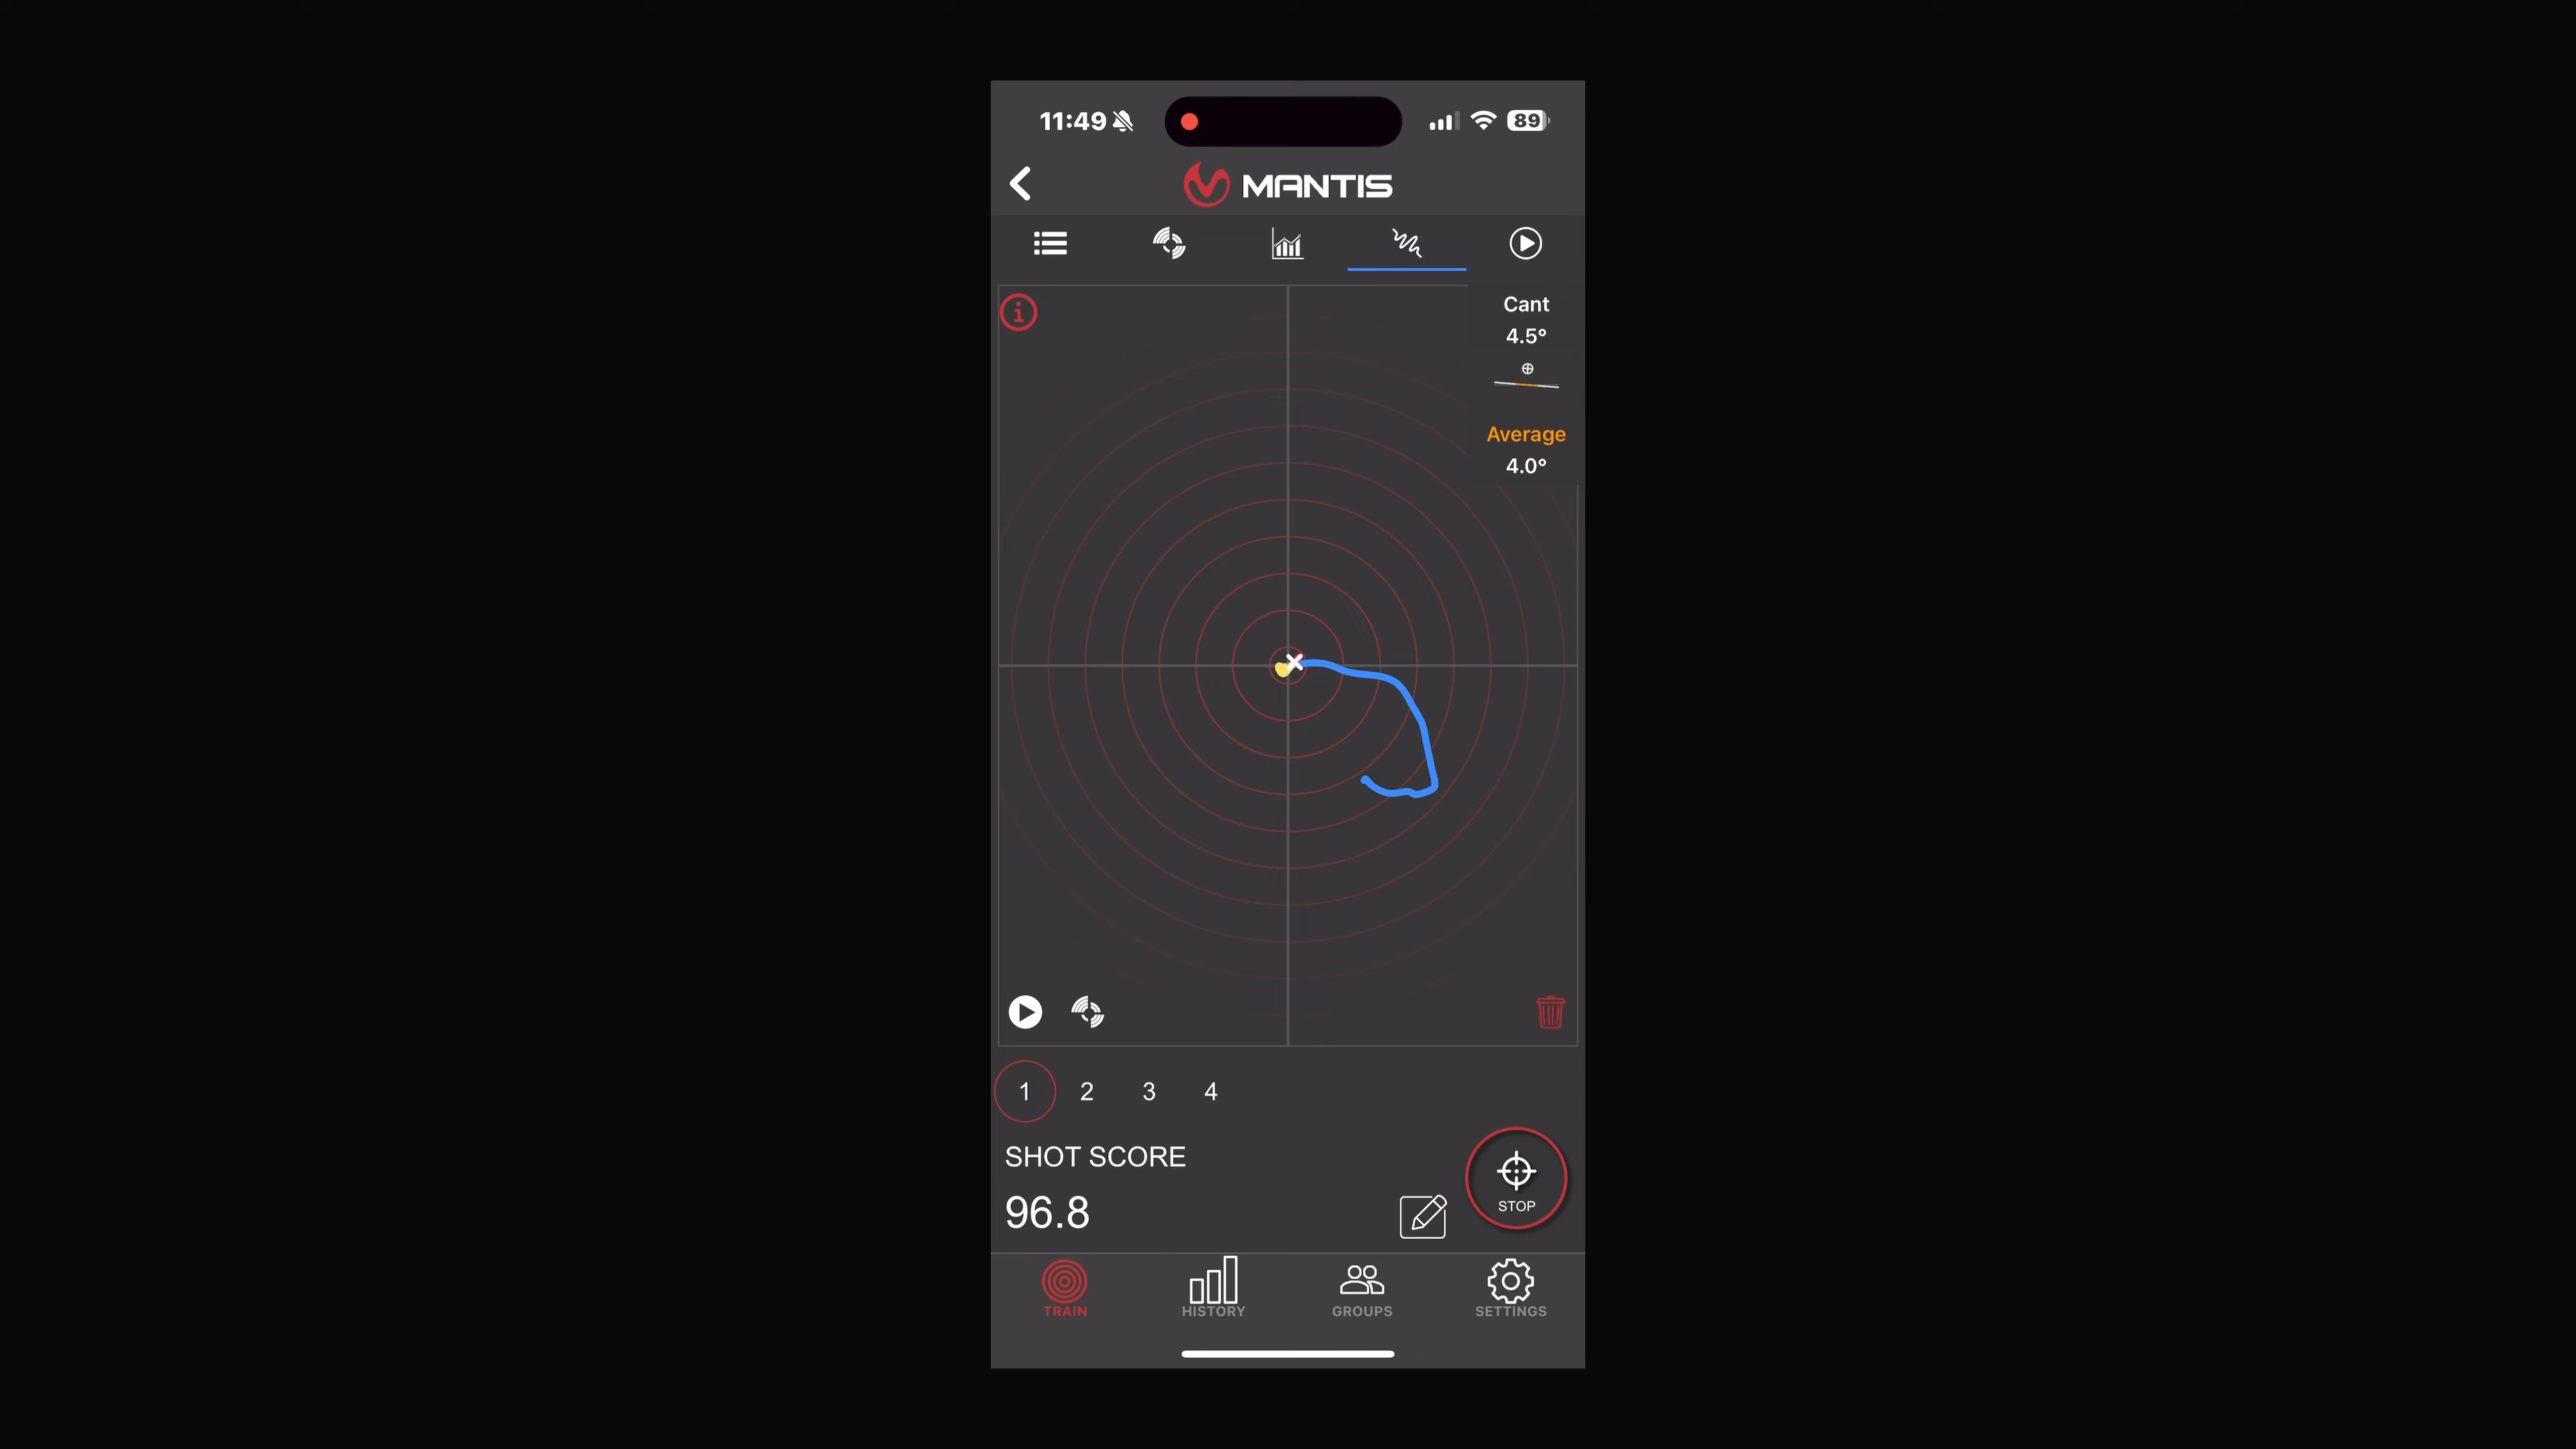 11:49
89
MANTIS
Cant
4.5°
Average
4.0°
1 2 3 4
SHOT SCORE
96.8
STOP
TRAIN HISTORY GROUPS SETTINGS